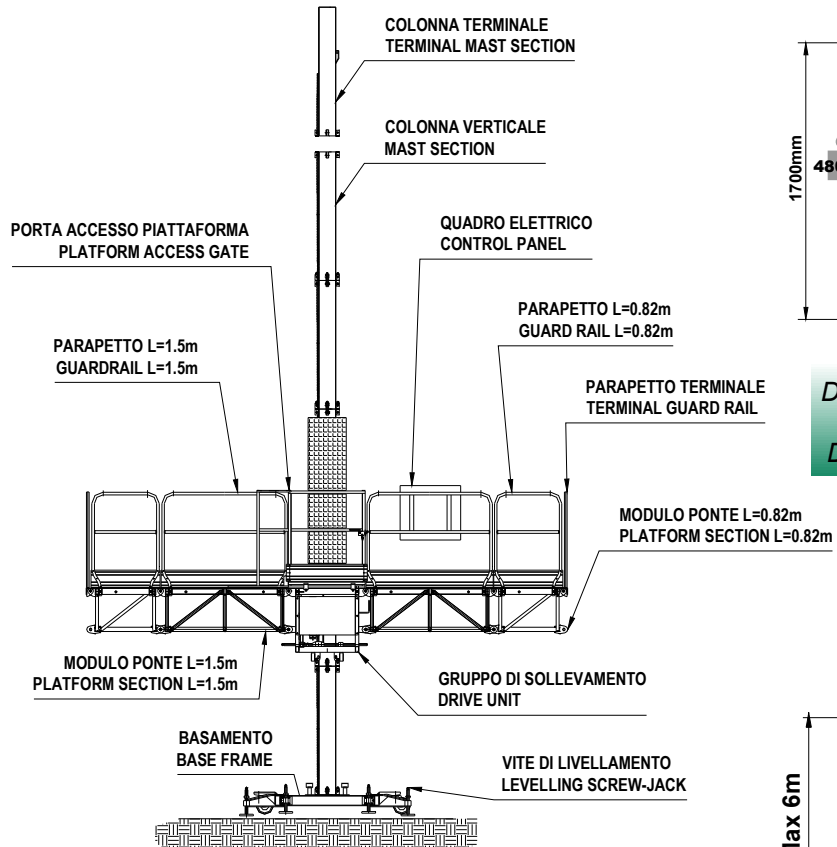 COLONNA TERMINALE
TERMINAL MAST SECTION
COLONNA VERTICALE
MAST SECTION
PORTA ACCESSO PIATTAFORMA
PLATFORM ACCESS GATE
QUADRO ELETTRICO
CONTROL PANEL
PARAPETTO L=0.82m
GUARD RAIL L=0.82m
PARAPETTO L=1.5m
GUARDRAIL L=1.5m
PARAPETTO TERMINALE
TERMINAL GUARD RAIL
MODULO PONTE L=0.82m
PLATFORM SECTION L=0.82m
MODULO PONTE L=1.5m
PLATFORM SECTION L=1.5m
GRUPPO DI SOLLEVAMENTO
DRIVE UNIT
BASAMENTO
BASE FRAME
VITE DI LIVELLAMENTO
LEVELLING SCREW-JACK
1700mm
48
D
D
6m